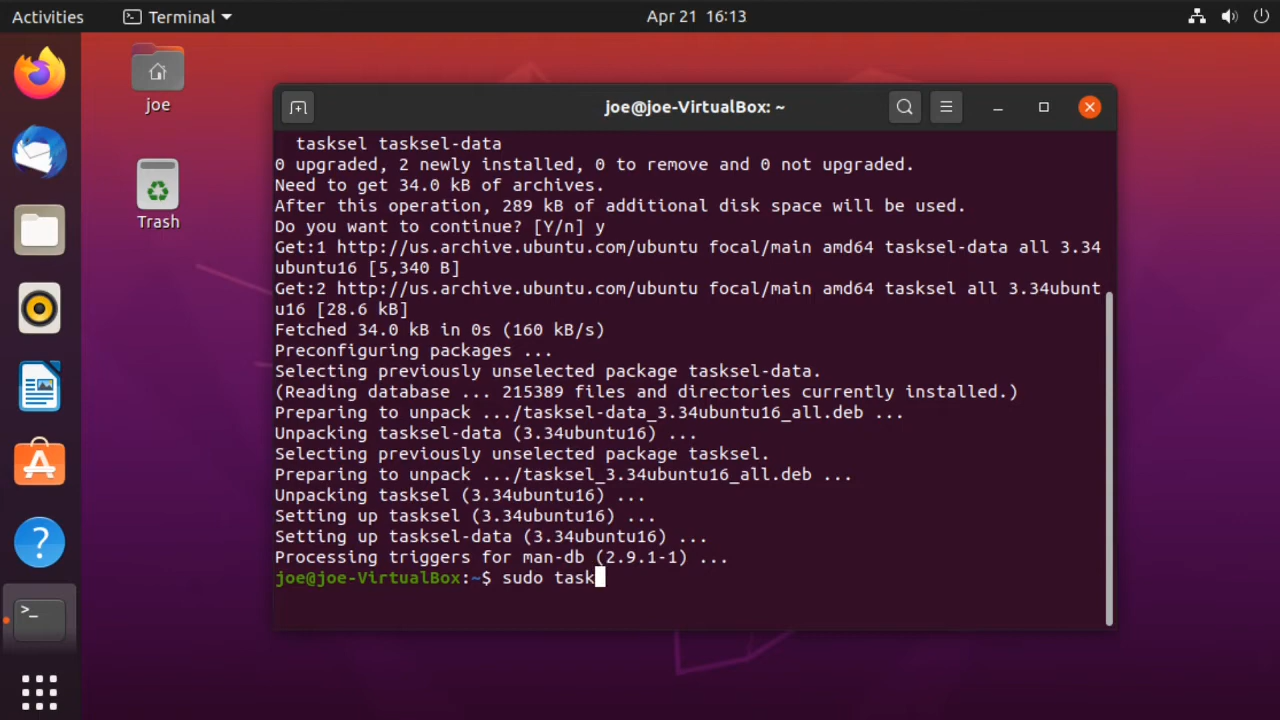 Activities
Terminal
Apr 21 16:13
joe
Trash
joe@joe-VirtualBox: ~
tasksel tasksel-data
0 upgraded, 2 newly installed, 0 to remove and 0 not upgraded.
Need to get 34.0 kB of archives.
After this operation, 289 kB of additional disk space will be used.
Do you want to continue? [Y/n] y
Get:1 http://us.archive.ubuntu.com/ubuntu focal/main amd64 tasksel-data all 3.34
ubuntu16 [5,340 B]
Get:2 http://us.archive.ubuntu.com/ubuntu focal/main amd64 tasksel all 3.34ubunt
u16 [28.6 kB]
Fetched 34.0 kB in 0s (160 kB/s)
Preconfiguring packages ...
Selecting previously unselected package tasksel-data.
(Reading database ... 215389 files and directories currently installed.)
Preparing to unpack .../tasksel-data_3.34ubuntu16_all.deb ...
Unpacking tasksel-data (3.34ubuntu16) ...
Selecting previously unselected package tasksel.
Preparing to unpack .../tasksel_3.34ubuntu16_all.deb ...
Unpacking tasksel (3.34ubuntu16) ...
Setting up tasksel (3.34ubuntu16) ...
Setting up tasksel-data (3.34ubuntu16) ...
Processing triggers for man-db (2.9.1-1) ...
joe@joe-VirtualBox:~$ sudo task